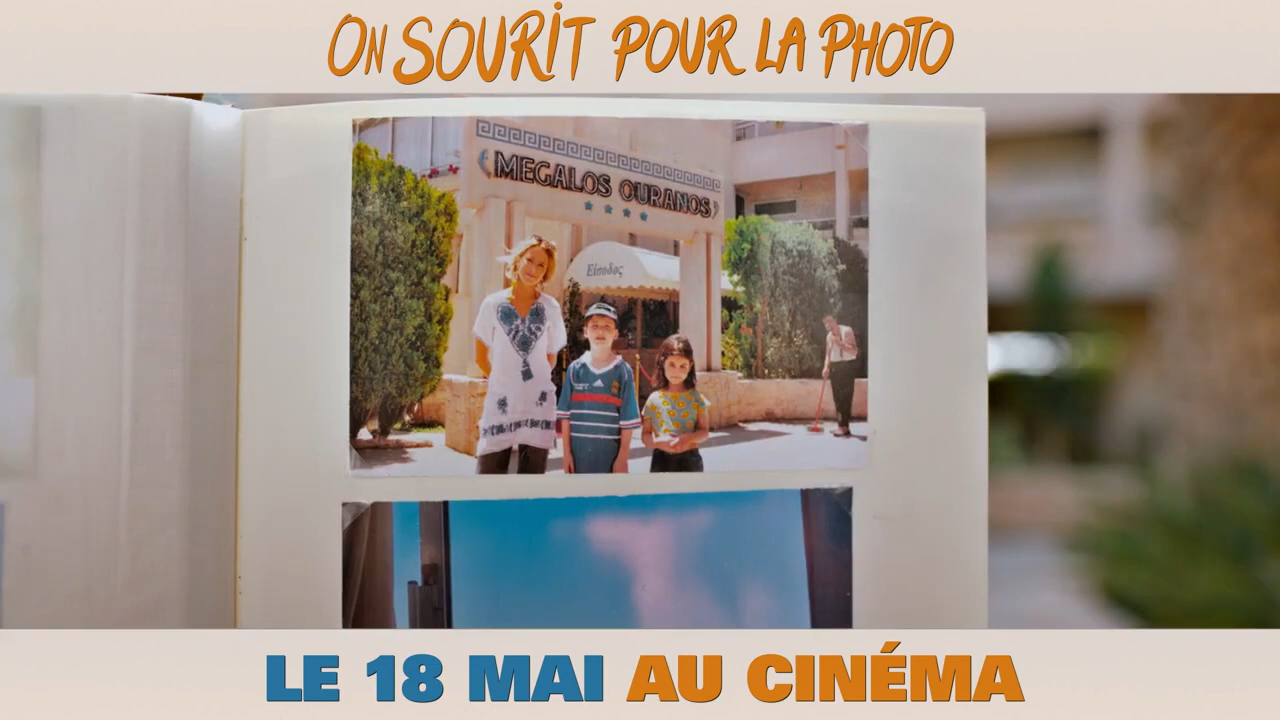 ON SOURIT POUR LA PHOTO
MEGALOS OURANOS
Είσοδος
LE 18 MAI AU CINÉMA